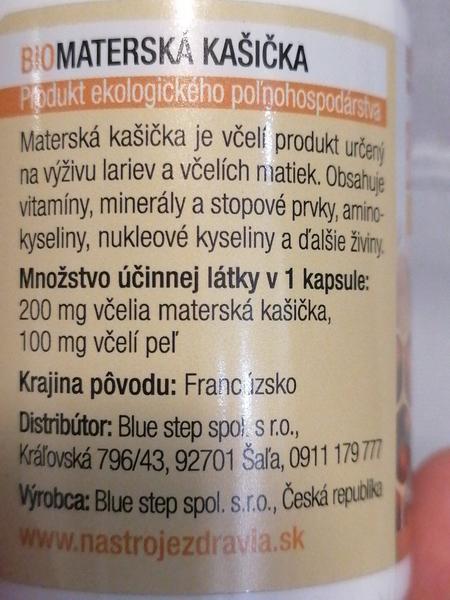 BIOMATERSKÁ KAŠIČKA
Produkt ekologického poľnohospodárstva
Materská kašička je včelí produkt určený
na výživu lariev a včelích matiek. Obsahuje
vitamíny, minerály a stopové prvky, amino-
kyseliny, nukleové kyseliny a ďalšie živiny.
Množstvo účinnej látky v 1 kapsule:
200 mg včelia materská kašička,
100 mg včelí peľ
Krajina pôvodu: Francúzsko
Distribútor: Blue step spol. s r.o.,
Kráľovská 796/43, 92701 Šaľa, 0911 179 777
Výrobca: Blue step spol. s.r.o., Česká republika
www.nastrojezdravia.sk